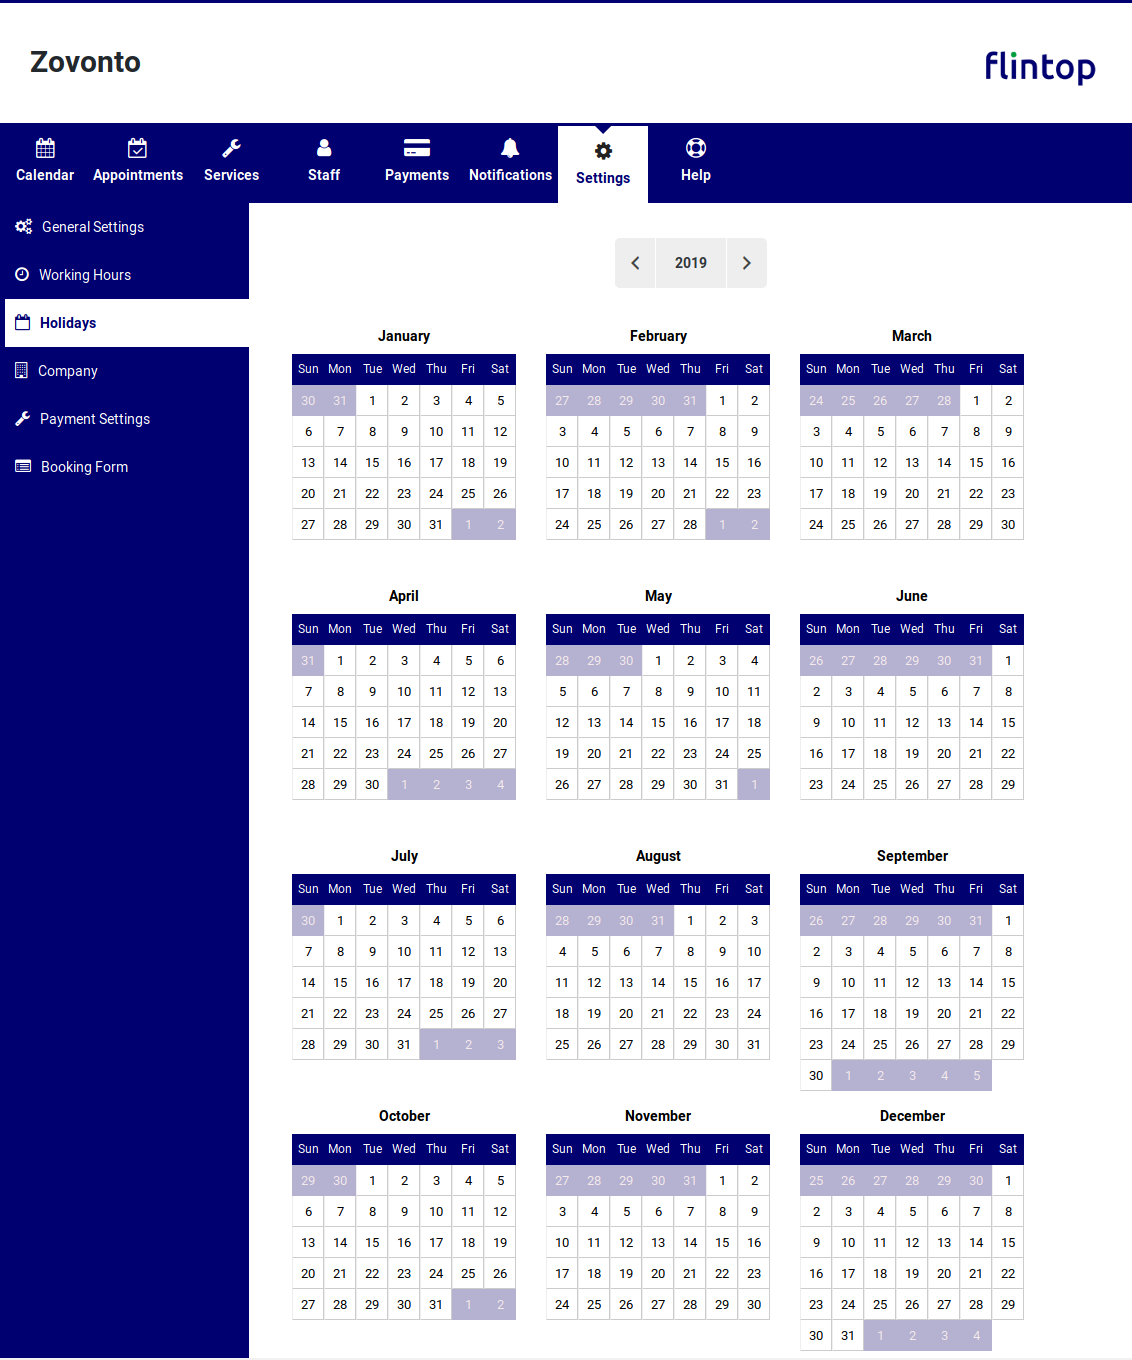 Zovonto
flintop
Calendar Appointments Services Staff Payments Notifications Settings Help
General Settings
Working Hours
Holidays
Company
Payment Settings
Booking Form
2019
January
Sun Mon Tue Wed Thu Fri Sat
30 31 1 2 3 4 5
6 7 8 9 10 11 12
13 14 15 16 17 18 19
20 21 22 23 24 25 26
27 28 29 30 31 1 2
February
Sun Mon Tue Wed Thu Fri Sat
27 28 29 30 31 1 2
3 4 5 6 7 8 9
10 11 12 13 14 15 16
17 18 19 20 21 22 23
24 25 26 27 28 1 2
March
Sun Mon Tue Wed Thu Fri Sat
24 25 26 27 28 1 2
3 4 5 6 7 8 9
10 11 12 13 14 15 16
17 18 19 20 21 22 23
24 25 26 27 28 29 30
April
Sun Mon Tue Wed Thu Fri Sat
31 1 2 3 4 5 6
7 8 9 10 11 12 13
14 15 16 17 18 19 20
21 22 23 24 25 26 27
28 29 30 1 2 3 4
May
Sun Mon Tue Wed Thu Fri Sat
28 29 30 1 2 3 4
5 6 7 8 9 10 11
12 13 14 15 16 17 18
19 20 21 22 23 24 25
26 27 28 29 30 31 1
June
Sun Mon Tue Wed Thu Fri Sat
26 27 28 29 30 31 1
2 3 4 5 6 7 8
9 10 11 12 13 14 15
16 17 18 19 20 21 22
23 24 25 26 27 28 29
July
Sun Mon Tue Wed Thu Fri Sat
30 1 2 3 4 5 6
7 8 9 10 11 12 13
14 15 16 17 18 19 20
21 22 23 24 25 26 27
28 29 30 31 1 2 3
August
Sun Mon Tue Wed Thu Fri Sat
28 29 30 31 1 2 3
4 5 6 7 8 9 10
11 12 13 14 15 16 17
18 19 20 21 22 23 24
25 26 27 28 29 30 31
September
Sun Mon Tue Wed Thu Fri Sat
26 27 28 29 30 31 1
2 3 4 5 6 7 8
9 10 11 12 13 14 15
16 17 18 19 20 21 22
23 24 25 26 27 28 29
30 1 2 3 4 5
October
Sun Mon Tue Wed Thu Fri Sat
29 30 1 2 3 4 5
6 7 8 9 10 11 12
13 14 15 16 17 18 19
20 21 22 23 24 25 26
27 28 29 30 31 1 2
November
Sun Mon Tue Wed Thu Fri Sat
27 28 29 30 31 1 2
3 4 5 6 7 8 9
10 11 12 13 14 15 16
17 18 19 20 21 22 23
24 25 26 27 28 29 30
December
Sun Mon Tue Wed Thu Fri Sat
25 26 27 28 29 30 1
2 3 4 5 6 7 8
9 10 11 12 13 14 15
16 17 18 19 20 21 22
23 24 25 26 27 28 29
30 31 1 2 3 4